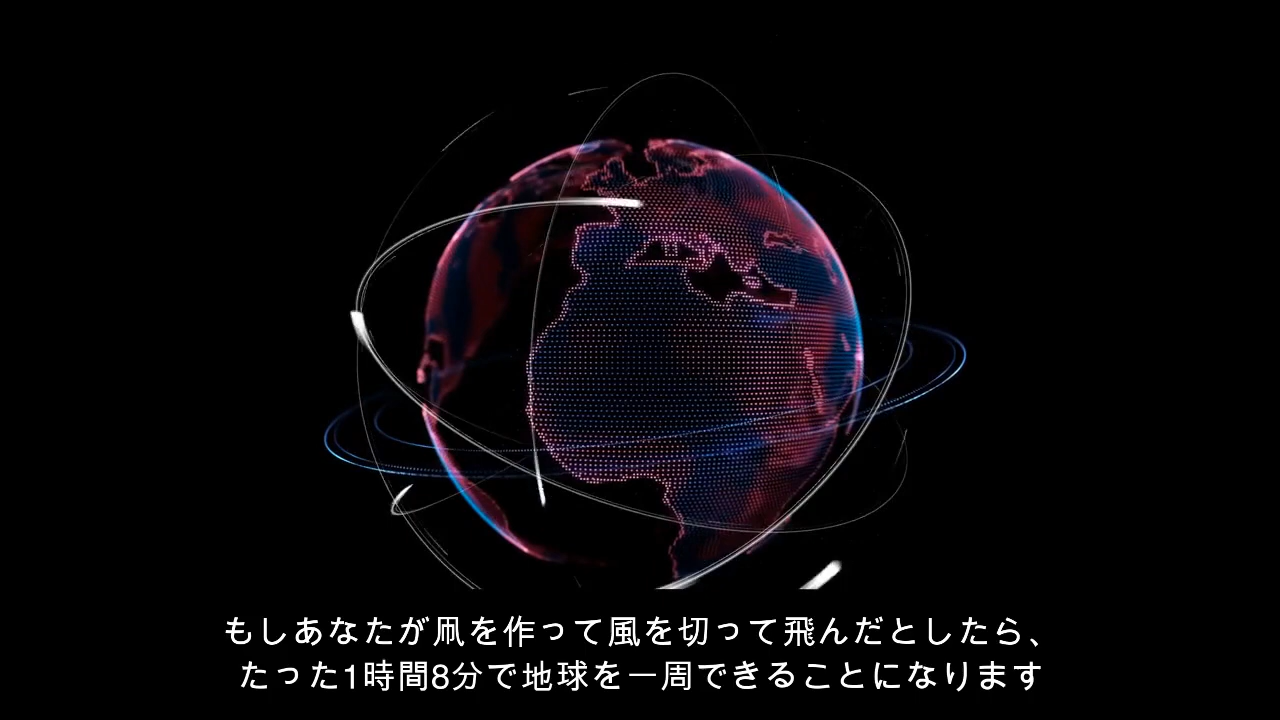 もしあなたが凧を作って風を切って飛んだとしたら、
たった1時間8分で地球を一周できることになります